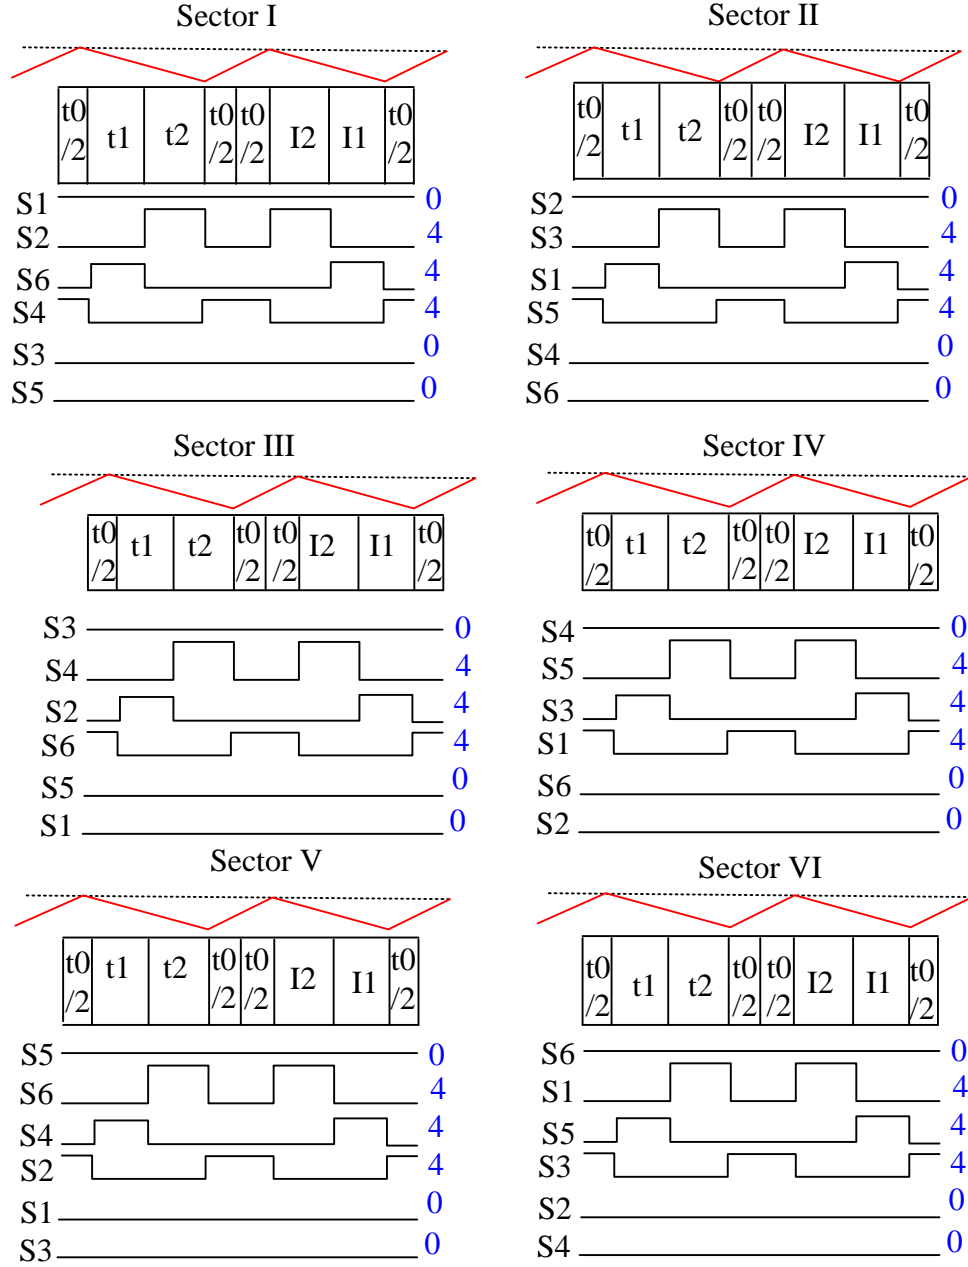 Sector I
t0 t1 t2 t0 t0 I2 I1 t0
/2 /2 /2 /2
S1 0
S2 4
S6 4
S4 4
S3 0
S5 0
Sector II
t0 t1 t2 t0 t0 I2 I1 t0
/2 /2 /2 /2
S2 0
S3 4
S1 4
S5 4
S4 0
S6 0
Sector III
t0 t1 t2 t0 t0 I2 I1 t0
/2 /2 /2 /2
S3 0
S4 4
S2 4
S6 4
S5 0
S1 0
Sector IV
t0 t1 t2 t0 t0 I2 I1 t0
/2 /2 /2 /2
S4 0
S5 4
S3 4
S1 4
S6 0
S2 0
Sector V
t0 t1 t2 t0 t0 I2 I1 t0
/2 /2 /2 /2
S5 0
S6 4
S4 4
S2 4
S1 0
S3 0
Sector VI
t0 t1 t2 t0 t0 I2 I1 t0
/2 /2 /2 /2
S6 0
S1 4
S5 4
S3 4
S2 0
S4 0